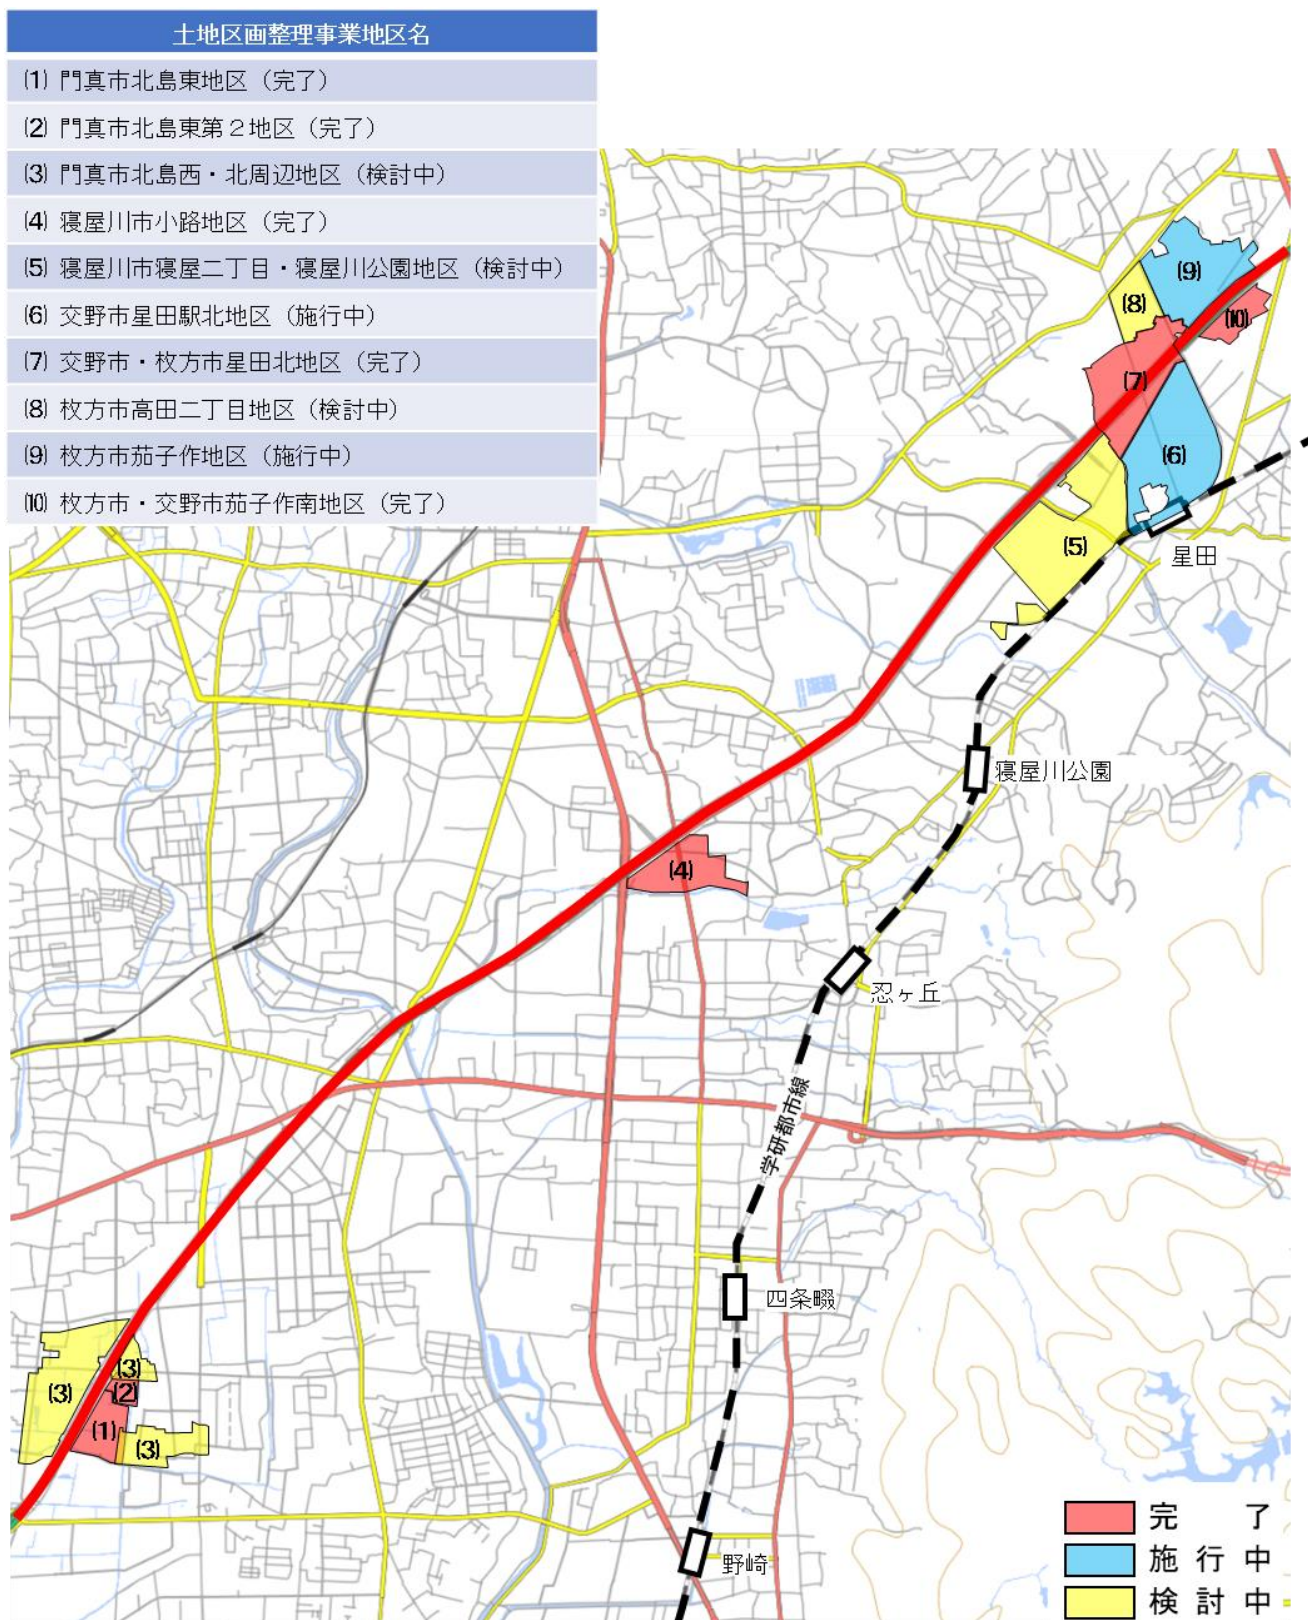 土地区画整理事業地区名
(1) 門真市北島東地区（完了）
(2) 門真市北島東第２地区（完了）
(3) 門真市北島西・北周辺地区（検討中）
(4) 寝屋川市小路地区（完了）
(5) 寝屋川市寝屋二丁目・寝屋川公園地区（検討中）
(6) 交野市星田駅北地区（施行中）
(7) 交野市・枚方市星田北地区（完了）
(8) 枚方市高田二丁目地区（検討中）
(9) 枚方市茄子作地区（施行中）
(10) 枚方市・交野市茄子作南地区（完了）
(9)
(8)
(10)
(7)
(6)
(5)
星田
寝屋川公園
(4)
忍ヶ丘
学研都市線
四条畷
(3)
(3)
(2)
(1)
(3)
野崎
完了
施行中
検討中